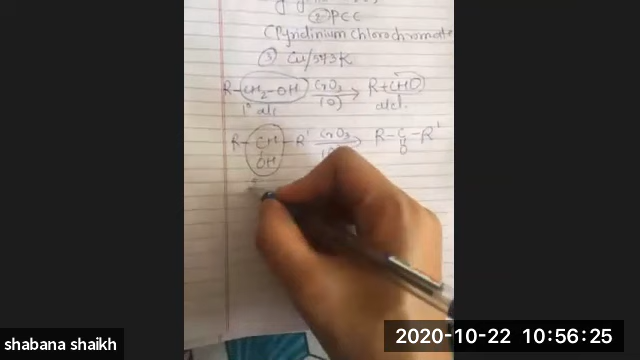 ② PCC
(Pyridinium chlorochromate
③ Cu/573K
R-CH2-OH CrO3 (O) → R+CHO
1° alc ald.
R-CH-R' CrO3 → R-C-R'
OH O
shabana shaikh
2020-10-22 10:56:25